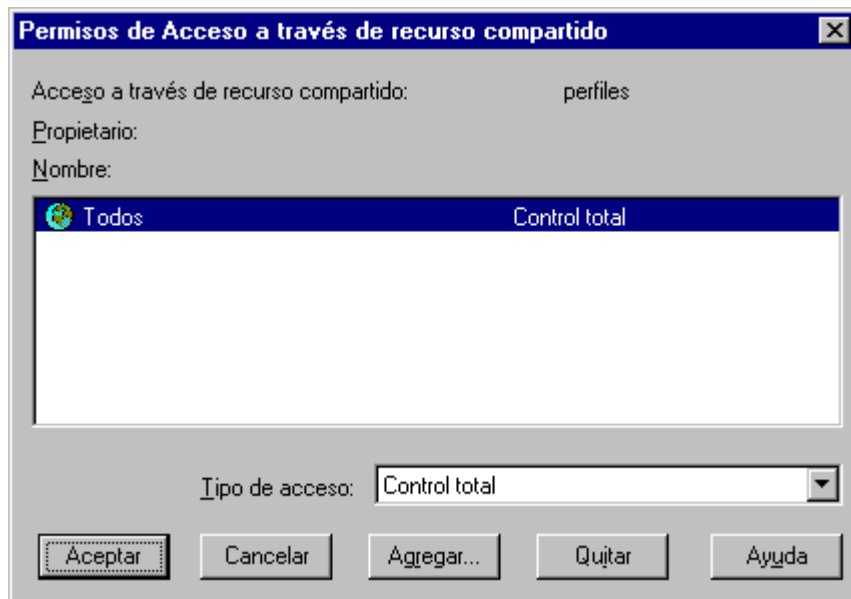 Permisos de Acceso a través de recurso compartido
Acceso a través de recurso compartido: perfiles
Propietario:
Nombre:
Todos Control total
Tipo de acceso: Control total
Aceptar Cancelar Agregar... Quitar Ayuda